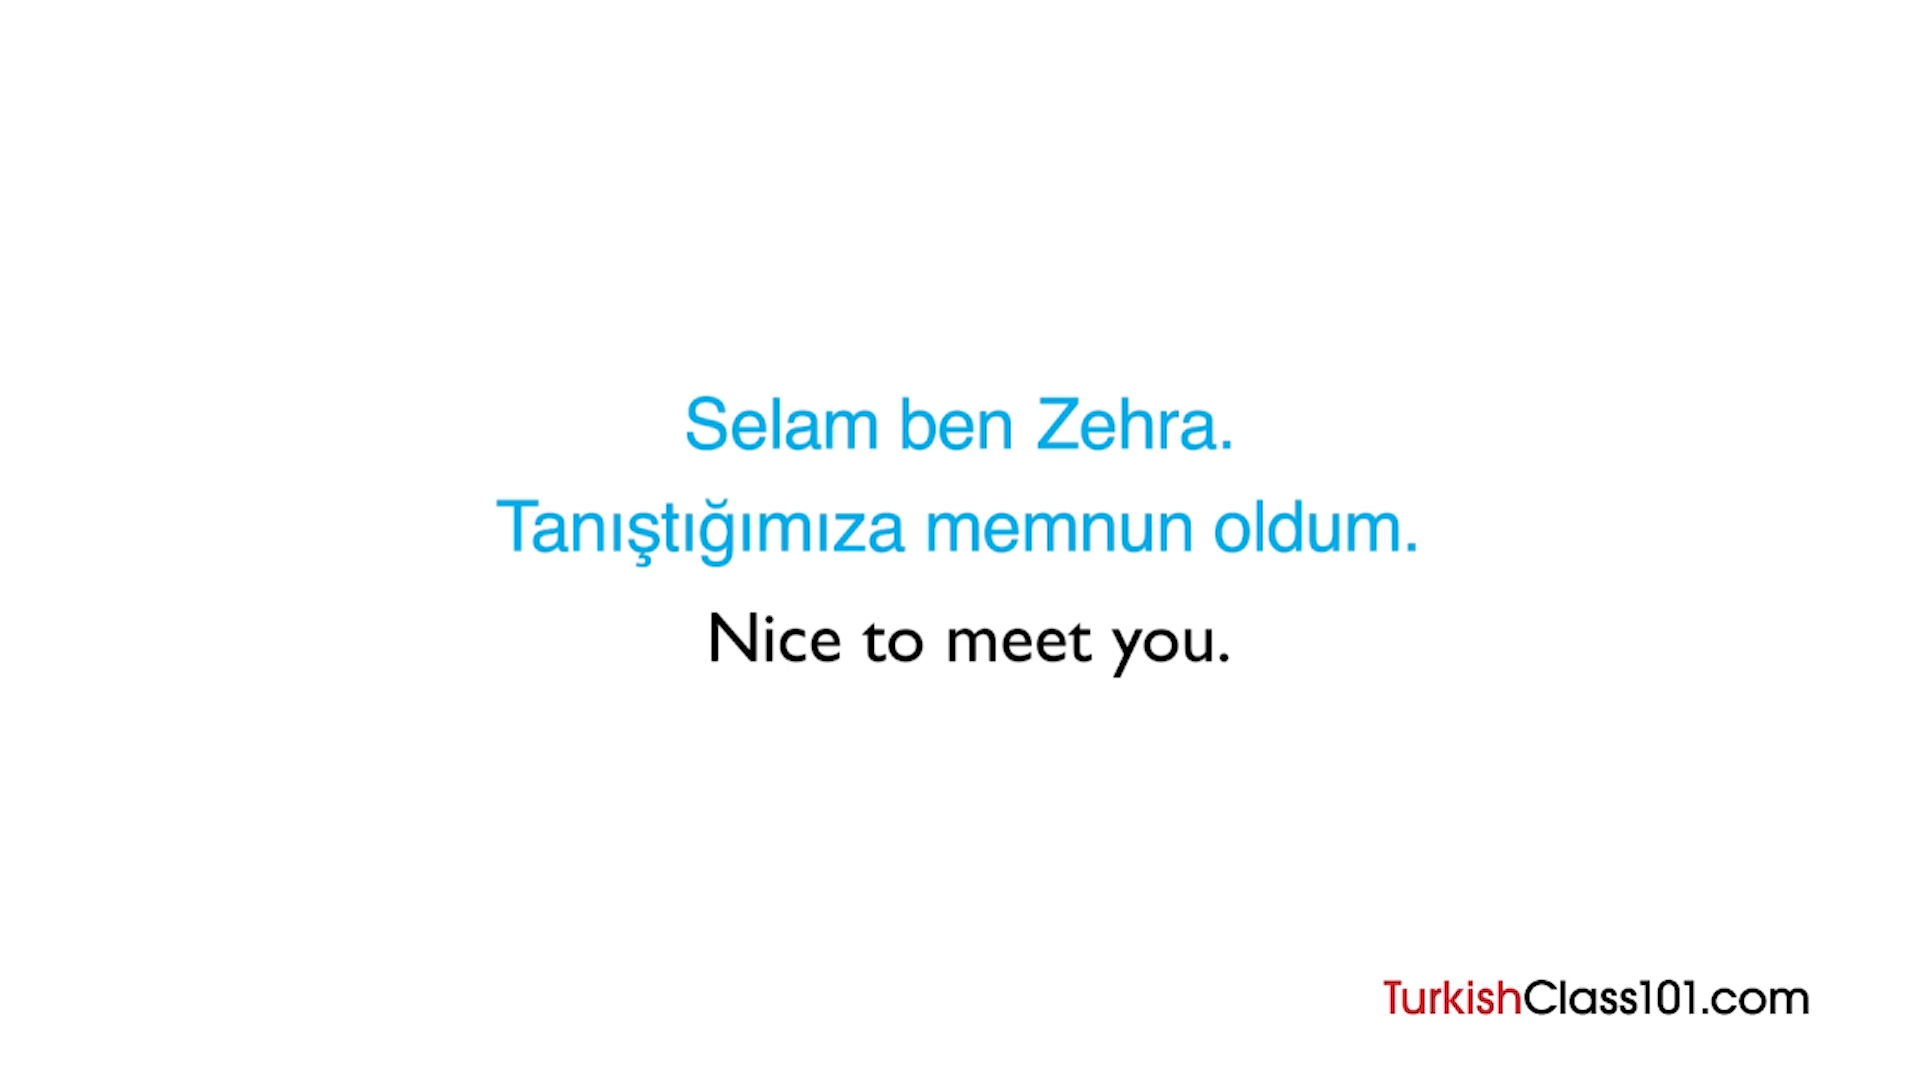 Selam ben Zehra.
Tanıştığımıza memnun oldum.
Nice to meet you.
TurkishClass101.com